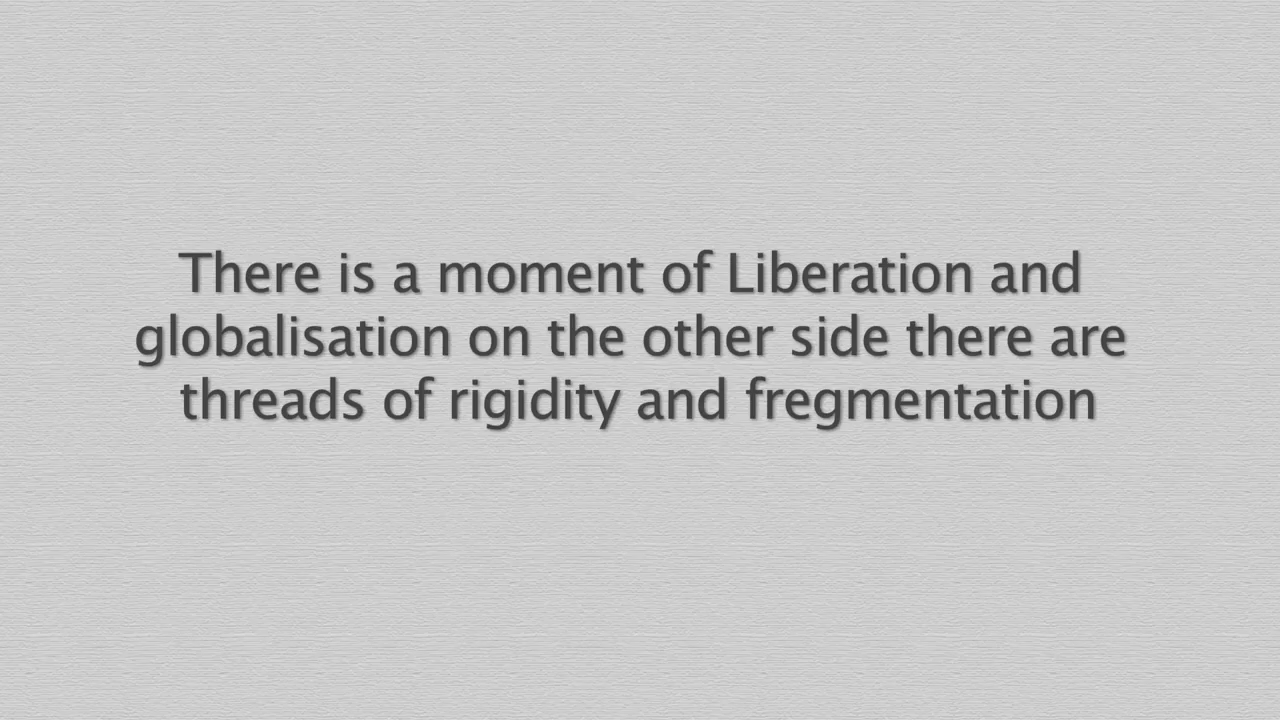 There is a moment of Liberation and
globalisation on the other side there are
threads of rigidity and fregmentation